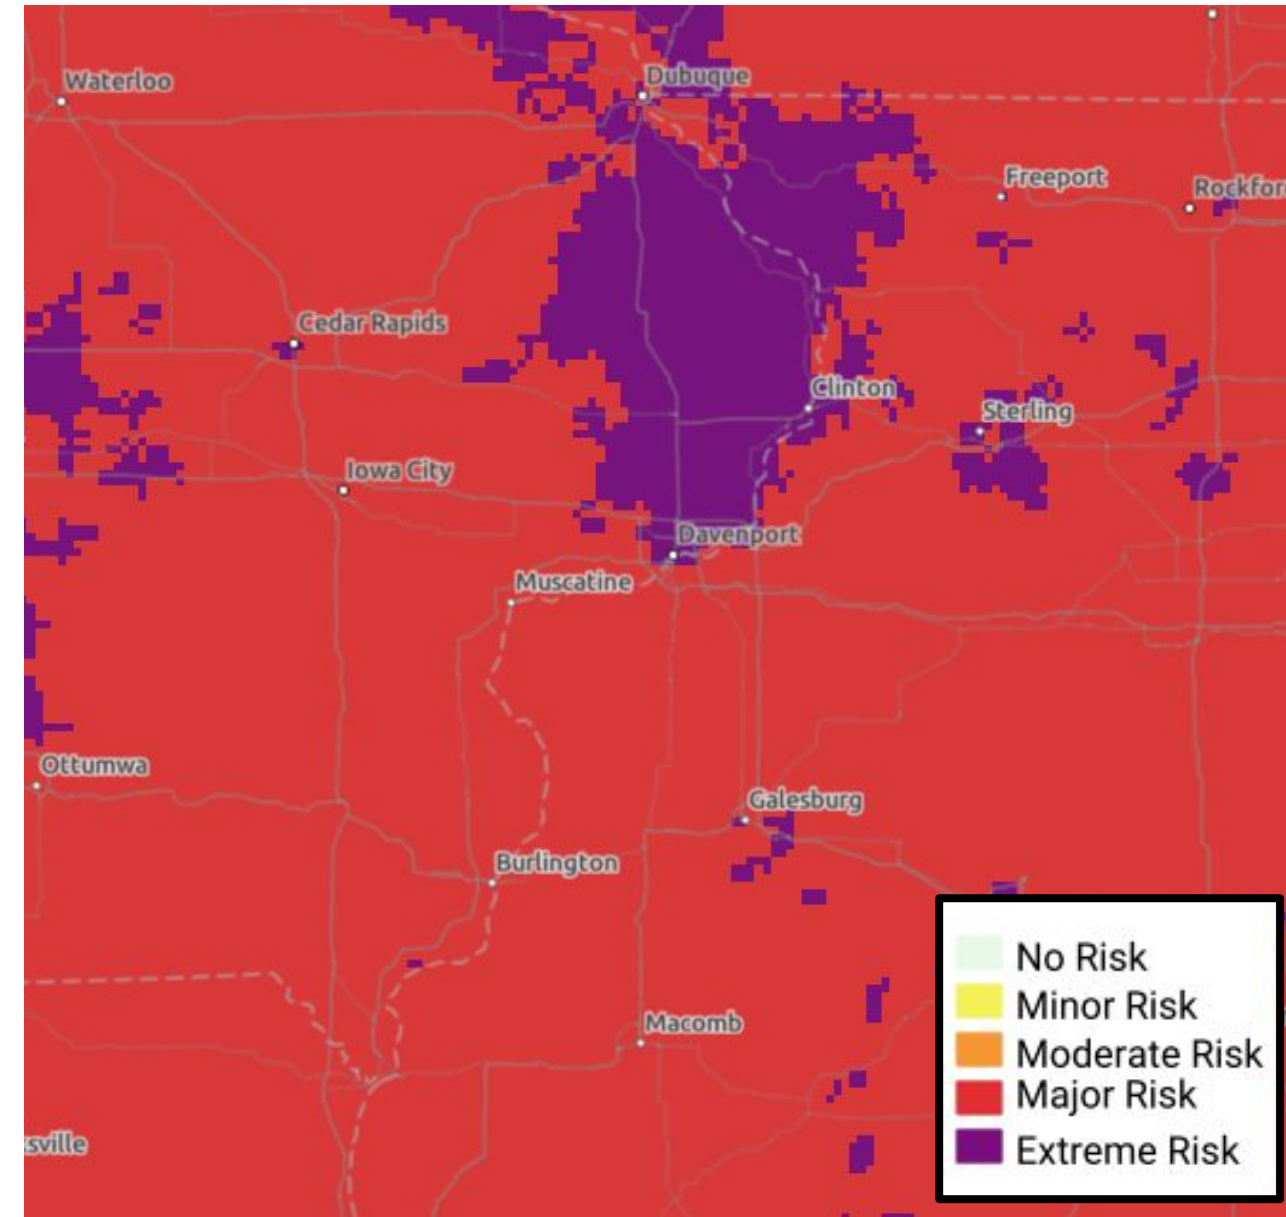 Waterloo
Dubuque
Freeport
Rockfor
Cedar Rapids
Clinton
Sterling
Iowa City
Davenport
Muscatine
Ottumwa
Galesburg
Burlington
Macomb
sville
No Risk
Minor Risk
Moderate Risk
Major Risk
Extreme Risk